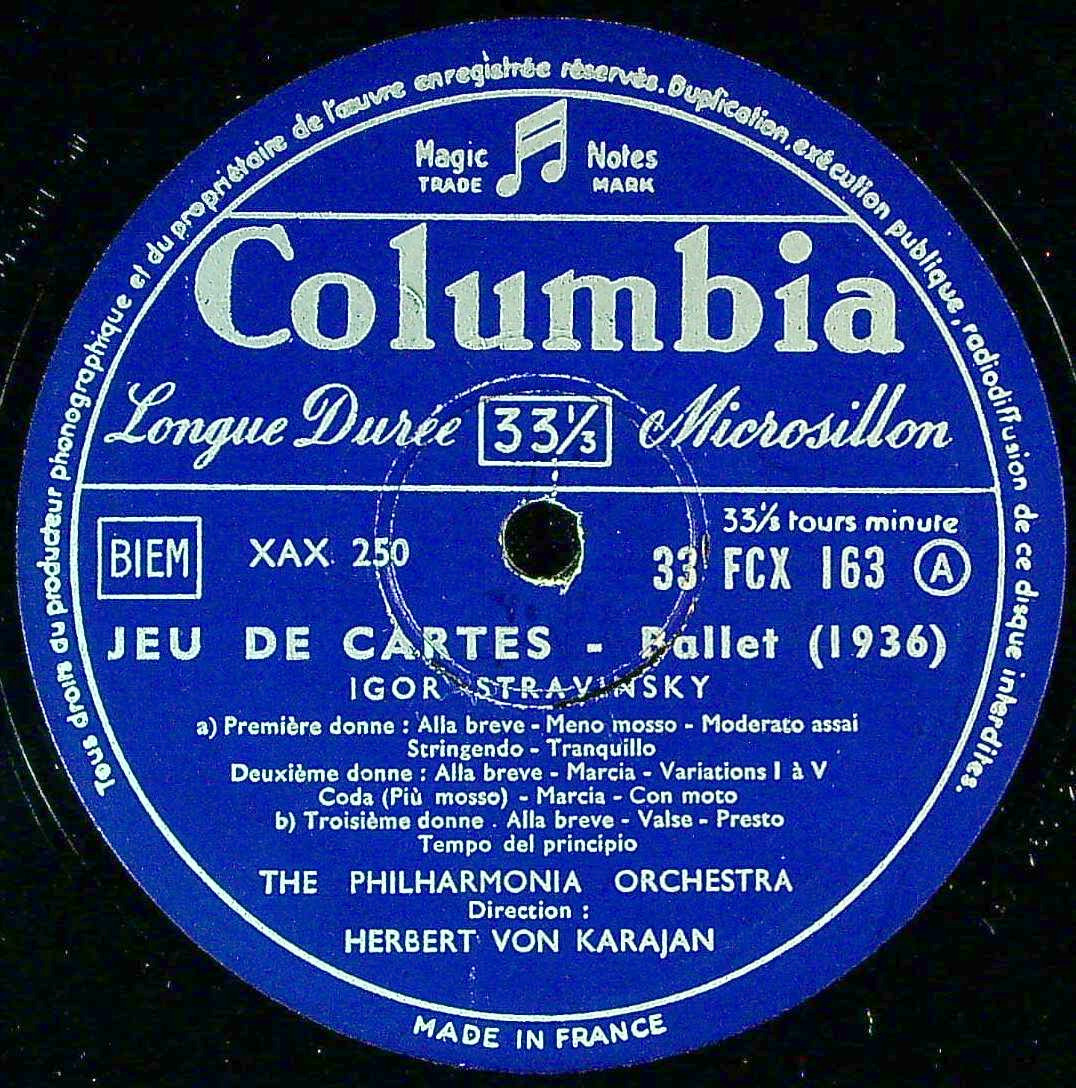 Tous droits du producteur phonographique et du propriétaire de l'œuvre enregistrée réservés. Duplication, exécution publique, radiodiffusion de ce disque interdites.
Magic Notes
TRADE MARK
Columbia
Longue Durée 33⅓ Microsillon
33⅓ tours minute
BIEM XAX 250 33 FCX 163 A
JEU DE CARTES - Ballet (1936)
IGOR STRAVINSKY
a) Première donne : Alla breve - Meno mosso - Moderato assai
Stringendo - Tranquillo
Deuxième donne : Alla breve - Marcia - Variations I à V
Coda (Più mosso) - Marcia - Con moto
b) Troisième donne . Alla breve - Valse - Presto
Tempo del principio
THE PHILHARMONIA ORCHESTRA
Direction :
HERBERT VON KARAJAN
MADE IN FRANCE